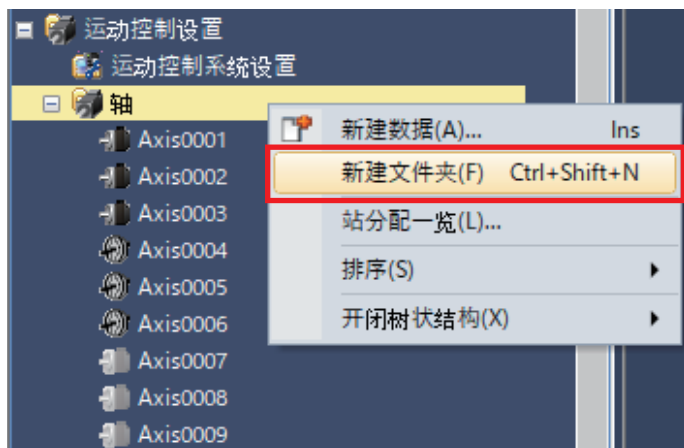 运动控制设置
运动控制系统设置
轴
Axis0001
Axis0002
Axis0003
Axis0004
Axis0005
Axis0006
Axis0007
Axis0008
Axis0009
新建数据(A)... Ins
新建文件夹(F) Ctrl+Shift+N
站分配一览(L)...
排序(S)
开闭树状结构(X)